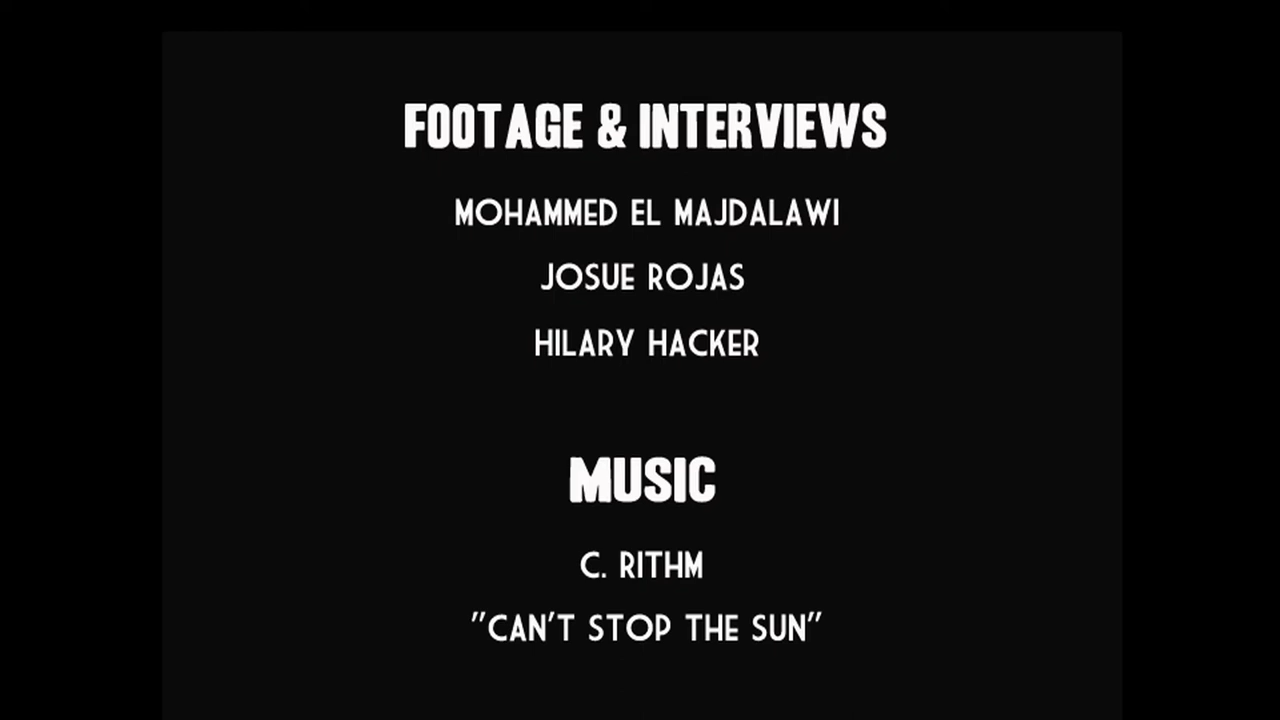 FOOTAGE & INTERVIEWS
MOHAMMED EL MAJDALAWI
JOSUE ROJAS
HILARY HACKER
MUSIC
C. RITHM
"CAN'T STOP THE SUN"